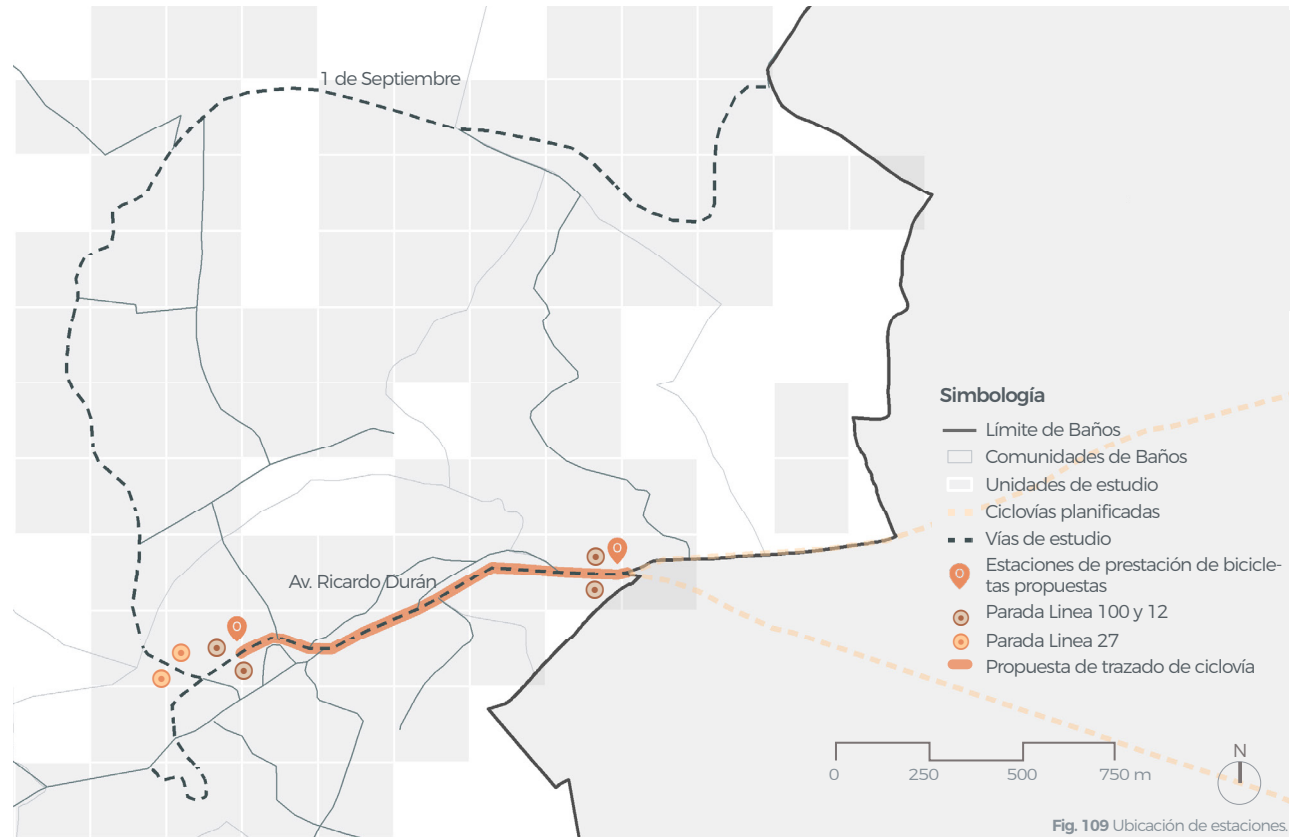 1 de Septiembre
Av. Ricardo Durán
O
O
Simbología
Límite de Baños
Comunidades de Baños
Unidades de estudio
Ciclovías planificadas
Vías de estudio
O
Estaciones de prestación de bicicle-
tas propuestas
Parada Linea 100 y 12
Parada Linea 27
Propuesta de trazado de ciclovía
0 250 500 750 m
N
Fig. 109 Ubicación de estaciones.